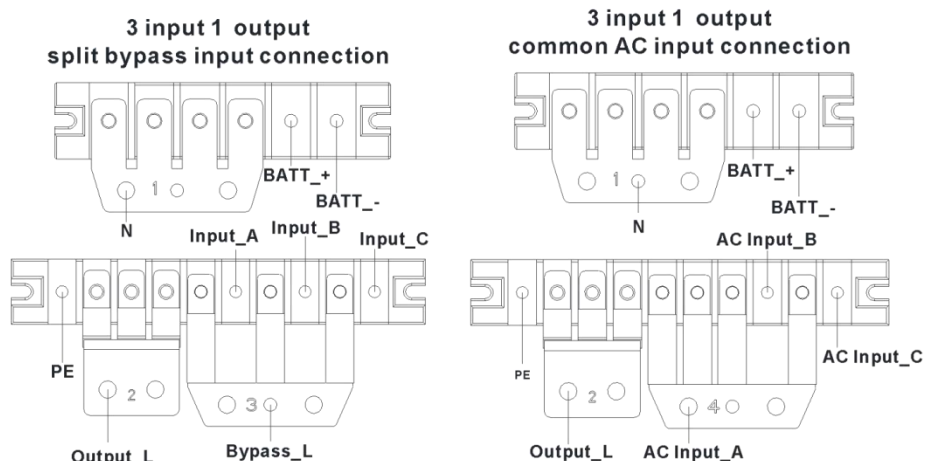 3 input 1 output
split bypass input connection
BATT_+
BATT_-
1
N
Input_A
Input_B
Input_C
PE
2
3
Output_L
Bypass_L
3 input 1 output
common AC input connection
BATT_+
BATT_-
1
N
AC Input_B
PE
AC Input_C
2
4
Output_L
AC Input_A